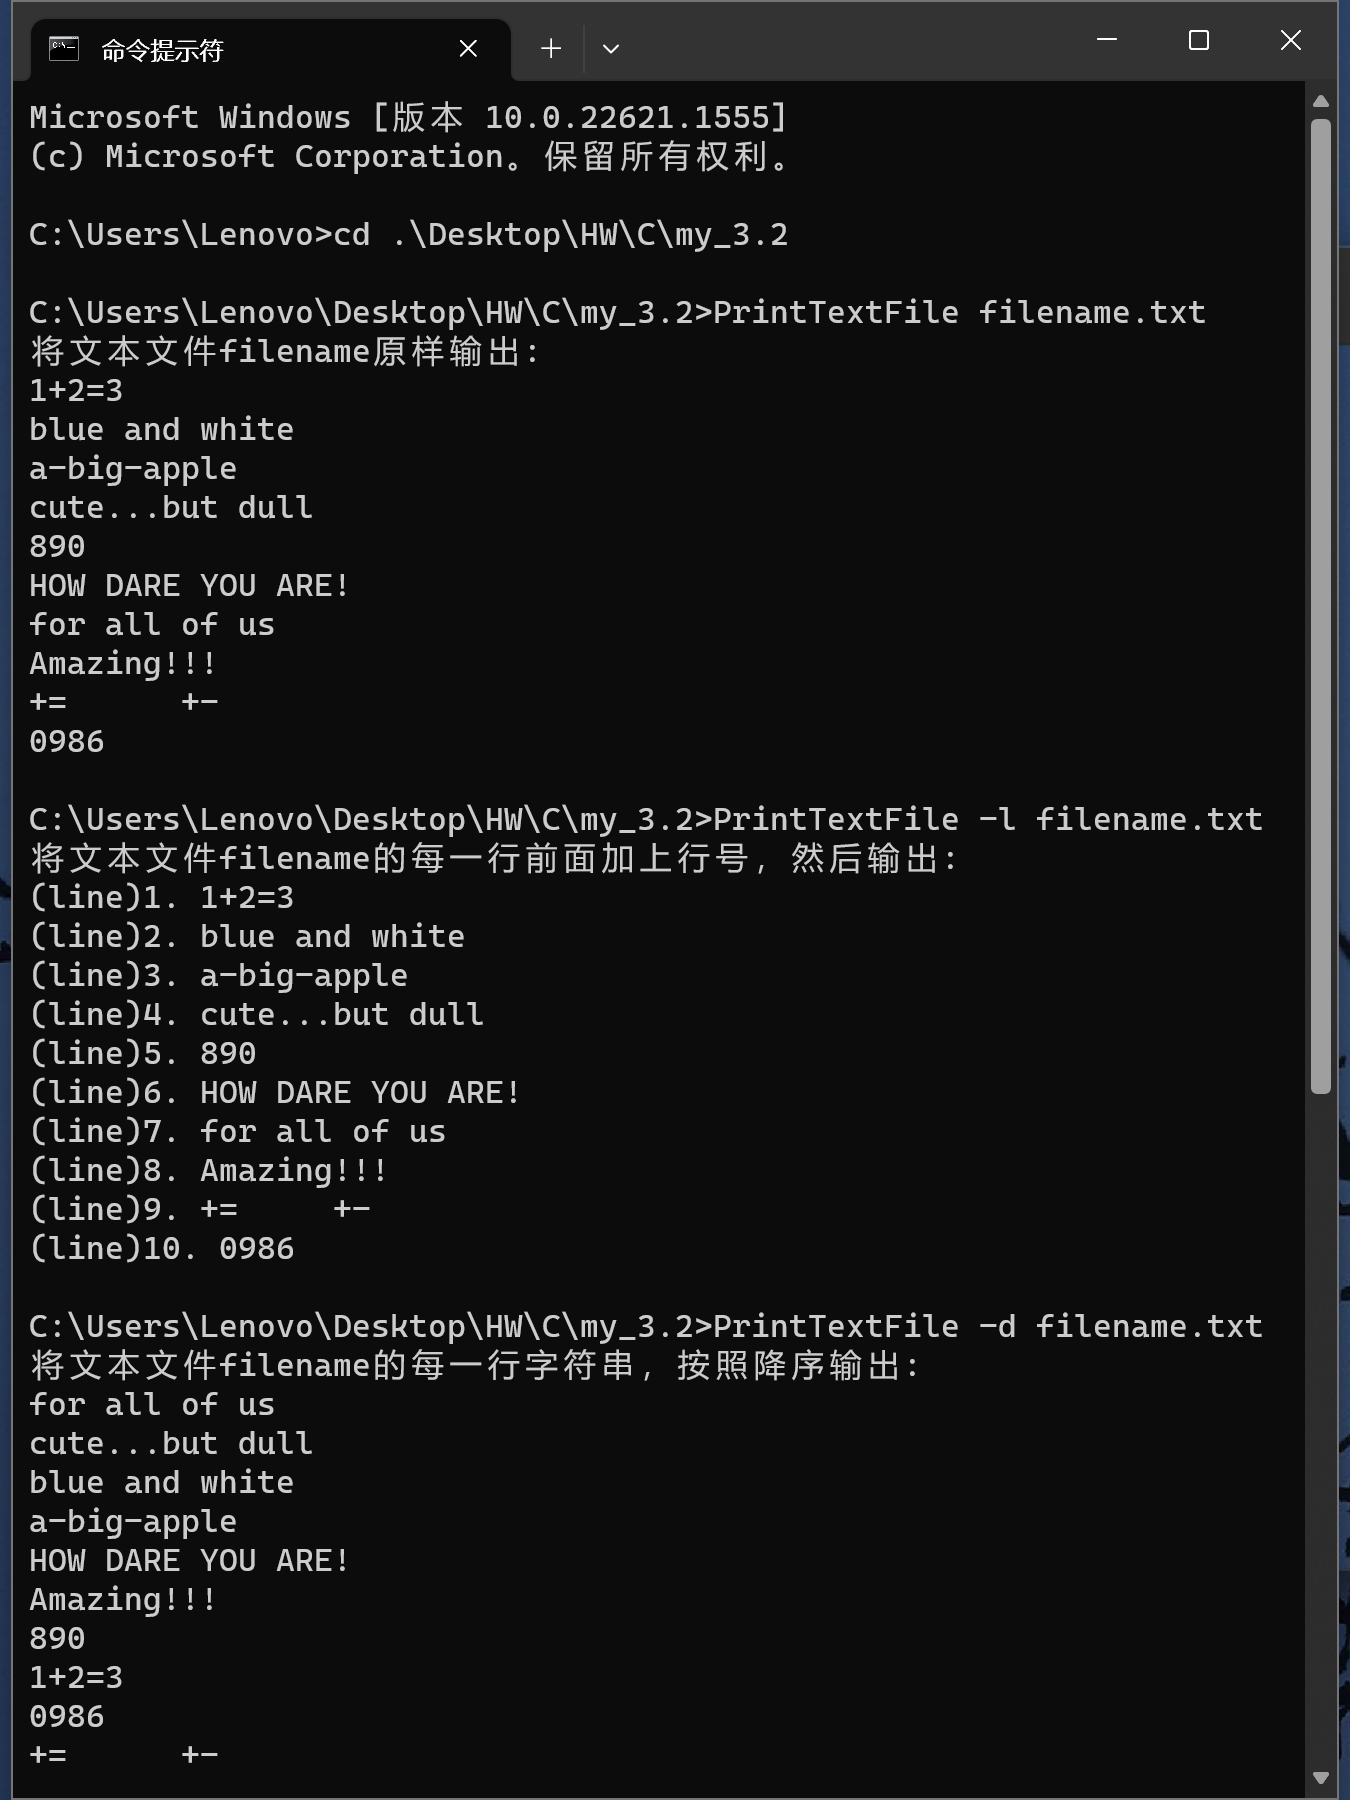 命令提示符
Microsoft Windows [版本 10.0.22621.1555]
(c) Microsoft Corporation。保留所有权利。
C:\Users\Lenovo>cd .\Desktop\HW\C\my_3.2
C:\Users\Lenovo\Desktop\HW\C\my_3.2>PrintTextFile filename.txt
将文本文件filename原样输出:
1+2=3
blue and white
a-big-apple
cute...but dull
890
HOW DARE YOU ARE!
for all of us
Amazing!!!
+=      +-
0986
C:\Users\Lenovo\Desktop\HW\C\my_3.2>PrintTextFile -l filename.txt
将文本文件filename的每一行前面加上行号，然后输出:
(line)1. 1+2=3
(line)2. blue and white
(line)3. a-big-apple
(line)4. cute...but dull
(line)5. 890
(line)6. HOW DARE YOU ARE!
(line)7. for all of us
(line)8. Amazing!!!
(line)9. +=     +-
(line)10. 0986
C:\Users\Lenovo\Desktop\HW\C\my_3.2>PrintTextFile -d filename.txt
将文本文件filename的每一行字符串，按照降序输出:
for all of us
cute...but dull
blue and white
a-big-apple
HOW DARE YOU ARE!
Amazing!!!
890
1+2=3
0986
+=      +-